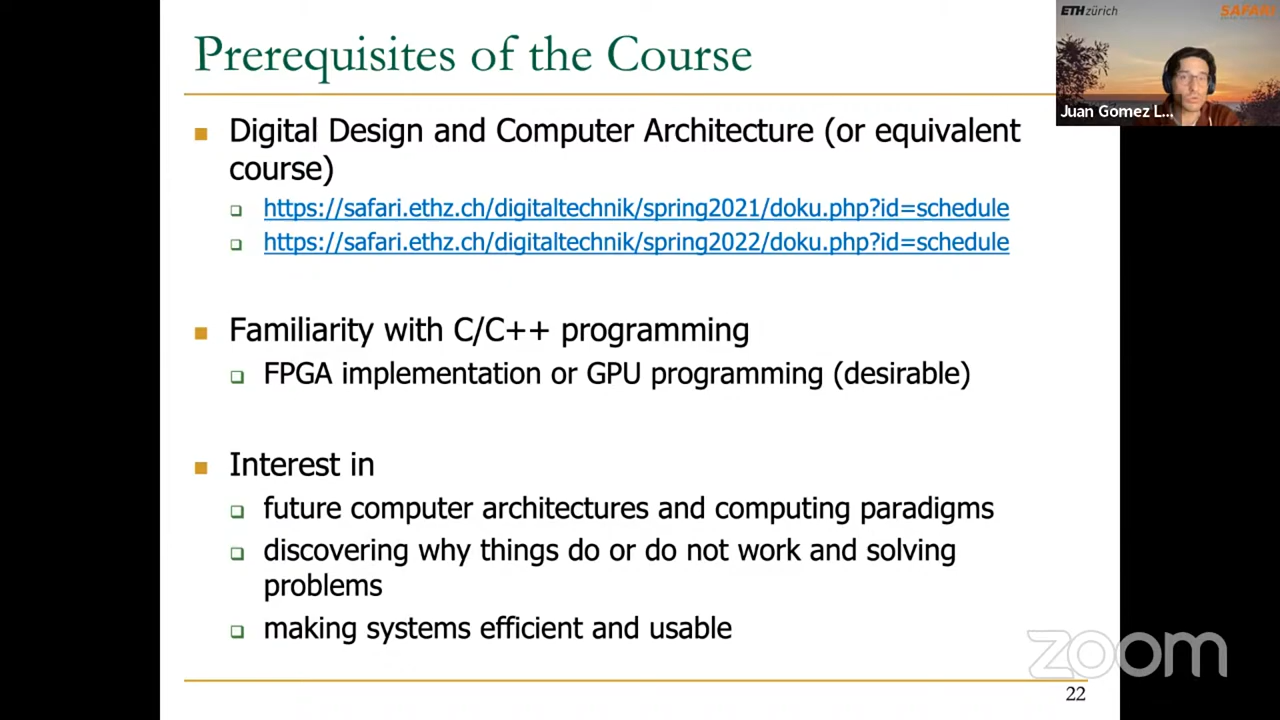 Prerequisites of the Course
ETH zürich
SAFARI
Juan Gomez L...
Digital Design and Computer Architecture (or equivalent
course)
https://safari.ethz.ch/digitaltechnik/spring2021/doku.php?id=schedule
https://safari.ethz.ch/digitaltechnik/spring2022/doku.php?id=schedule
Familiarity with C/C++ programming
FPGA implementation or GPU programming (desirable)
Interest in
future computer architectures and computing paradigms
discovering why things do or do not work and solving
problems
making systems efficient and usable
zoom
22